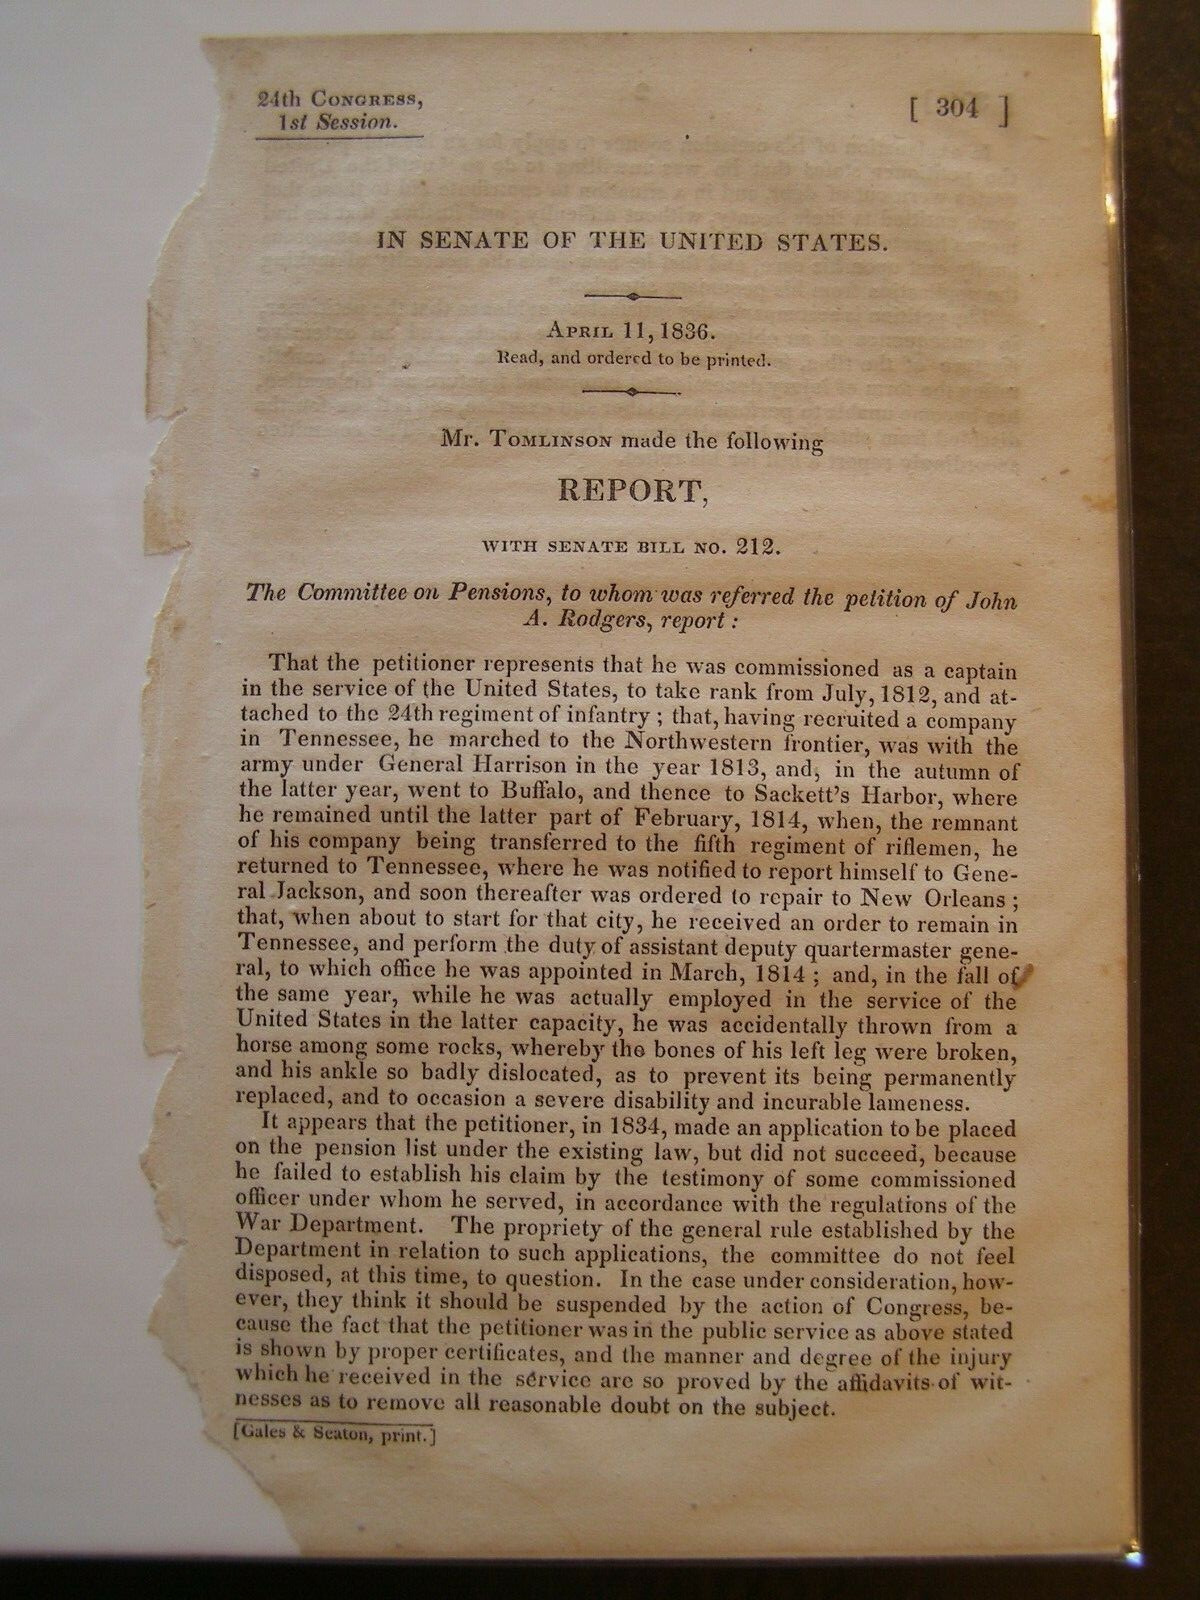 24th CONGRESS,
1st Session.
[ 304 ]
IN SENATE OF THE UNITED STATES.
APRIL 11, 1836.
Read, and ordered to be printed.
Mr. TOMLINSON made the following
REPORT,
WITH SENATE BILL NO. 212.
The Committee on Pensions, to whom was referred the petition of John
A. Rodgers, report :
That the petitioner represents that he was commissioned as a captain
in the service of the United States, to take rank from July, 1812, and at-
tached to the 24th regiment of infantry ; that, having recruited a company
in Tennessee, he marched to the Northwestern frontier, was with the
army under General Harrison in the year 1813, and, in the autumn of
the latter year, went to Buffalo, and thence to Sackett's Harbor, where
he remained until the latter part of February, 1814, when, the remnant
of his company being transferred to the fifth regiment of riflemen, he
returned to Tennessee, where he was notified to report himself to Gene-
ral Jackson, and soon thereafter was ordered to repair to New Orleans ;
that, when about to start for that city, he received an order to remain in
Tennessee, and perform the duty of assistant deputy quartermaster gene-
ral, to which office he was appointed in March, 1814 ; and, in the fall of
the same year, while he was actually employed in the service of the
United States in the latter capacity, he was accidentally thrown from a
horse among some rocks, whereby the bones of his left leg were broken,
and his ankle so badly dislocated, as to prevent its being permanently
replaced, and to occasion a severe disability and incurable lameness.
It appears that the petitioner, in 1834, made an application to be placed
on the pension list under the existing law, but did not succeed, because
he failed to establish his claim by the testimony of some commissioned
officer under whom he served, in accordance with the regulations of the
War Department. The propriety of the general rule established by the
Department in relation to such applications, the committee do not feel
disposed, at this time, to question. In the case under consideration, how-
ever, they think it should be suspended by the action of Congress, be-
cause the fact that the petitioner was in the public service as above stated
is shown by proper certificates, and the manner and degree of the injury
which he received in the service are so proved by the affidavits of wit-
nesses as to remove all reasonable doubt on the subject.
[Gales & Seaton, print.]